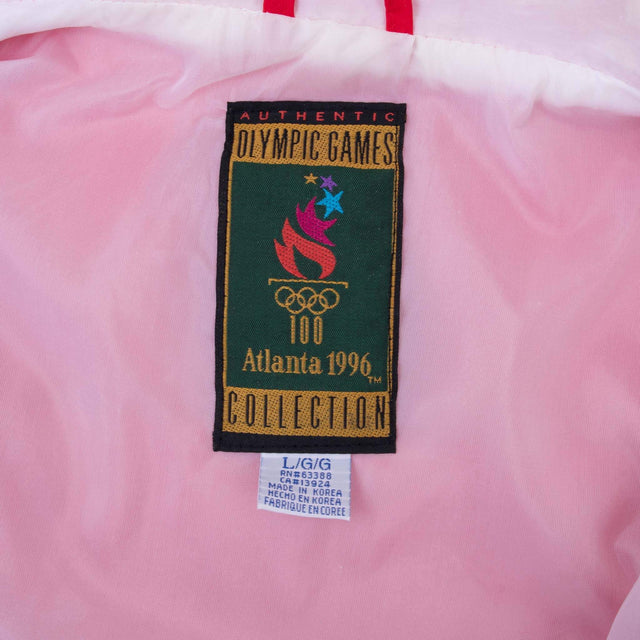 AUTHENTIC
OLYMPIC GAMES
100
Atlanta 1996
TM
COLLECTION
L/G/G
RN#63388
CA#13924
MADE IN KOREA
HECHO EN KOREA
FABRIQUE EN COREE